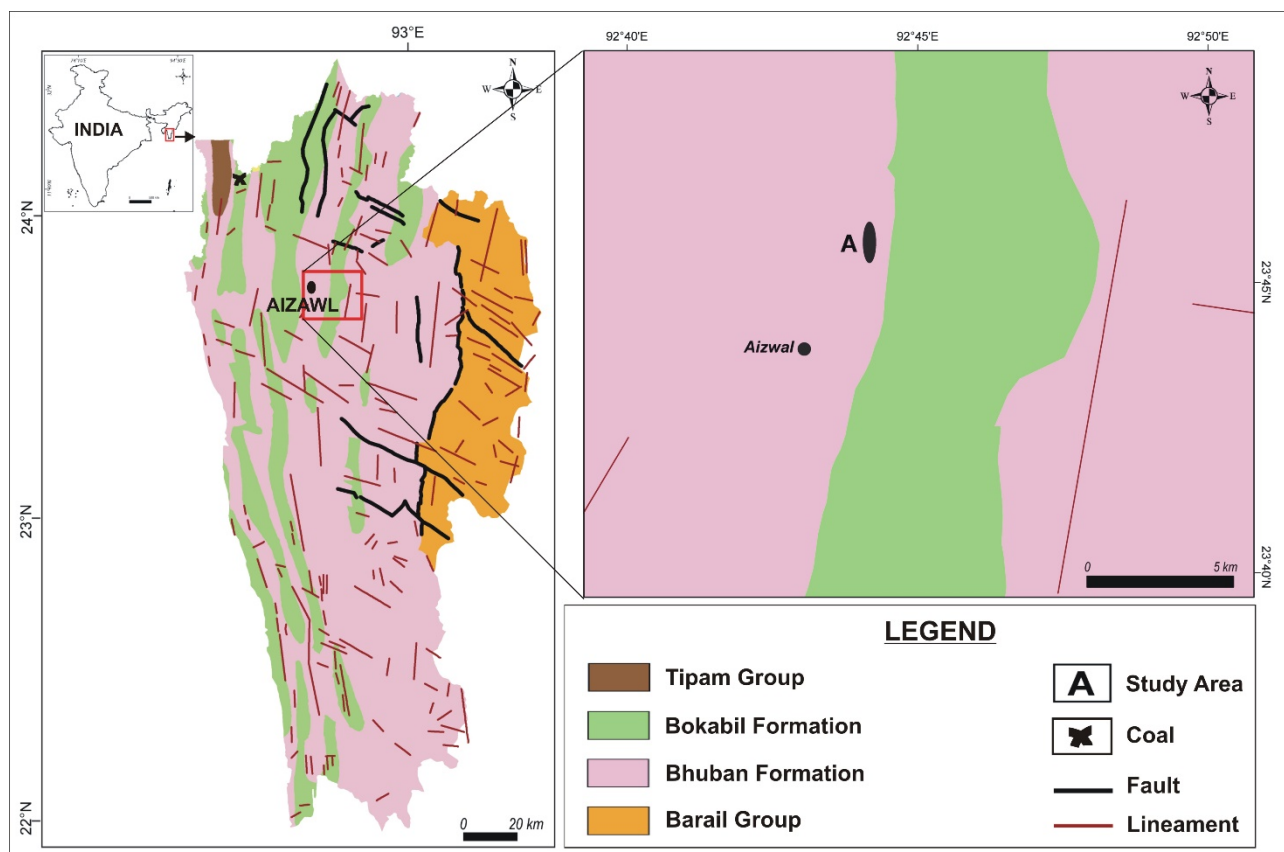 93°E
N
W
E
S
INDIA
24°N
AIZAWL
23°N
22°N
0 20 km
92°40'E
92°45'E
92°50'E
N
W
E
S
A
23°45'N
Aizwal
0 5 km
23°40'N
LEGEND
Tipam Group
Bokabil Formation
Bhuban Formation
Barail Group
A
Study Area
Coal
Fault
Lineament